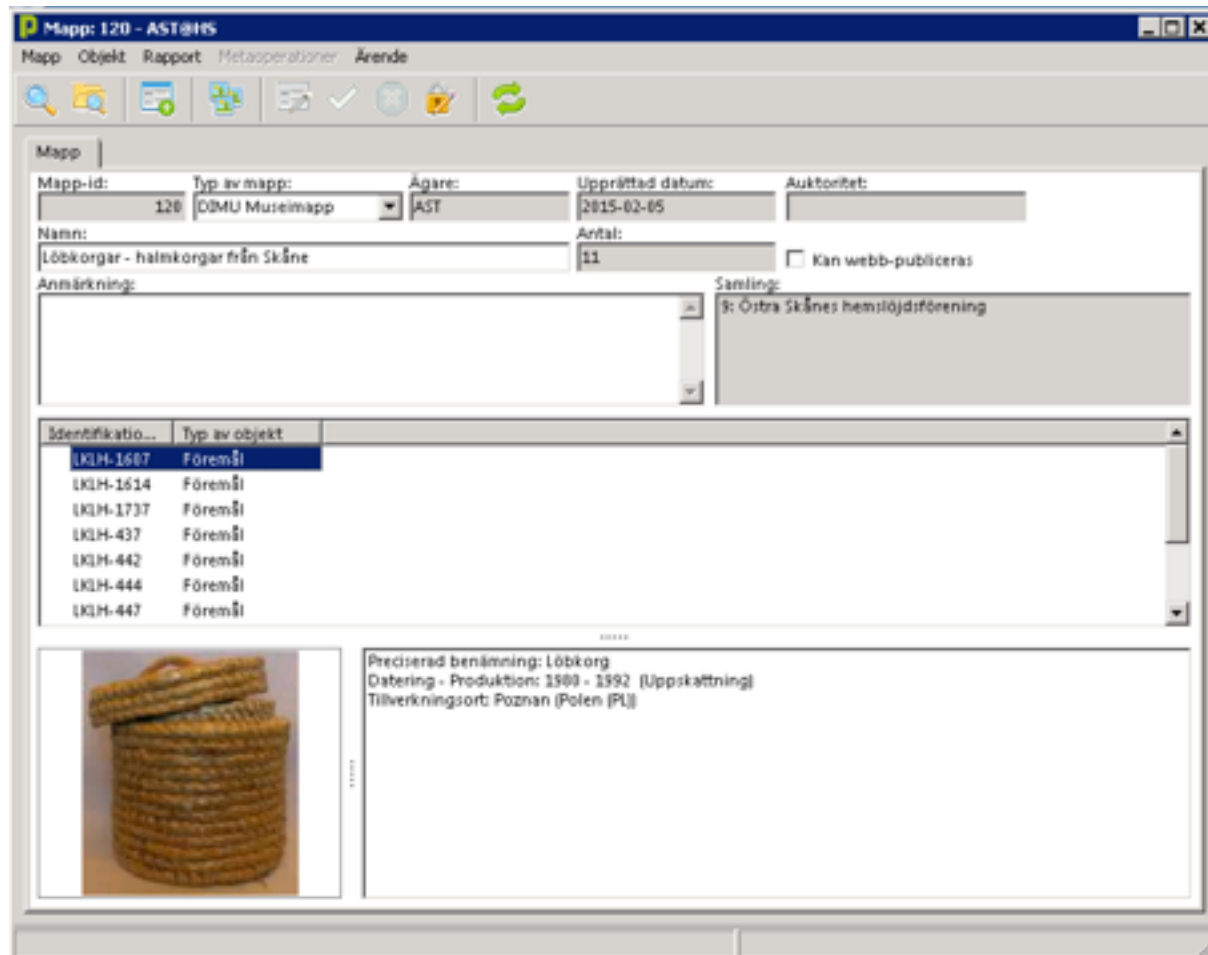 Mapp: 120 - AST@HS
Mapp Objekt Rapport Metaoperationer Ärende
Mapp
Mapp-id: Typ av mapp: Ägare: Upprättad datum: Auktoritet:
120 DIMU Museimapp AST 2015-02-05
Namn: Antal:
Löbkorgar - halmkorgar från Skåne 11 Kan webb-publiceras
Anmärkning: Samling:
9: Östra Skånes hemslöjdsförening
Identifikatio... Typ av objekt
LKLH-1607 Föremål
LKLH-1614 Föremål
LKLH-1737 Föremål
LKLH-437 Föremål
LKLH-442 Föremål
LKLH-444 Föremål
LKLH-447 Föremål
Preciserad benämning: Löbkorg
Datering - Produktion: 1980 - 1992 (Uppskattning)
Tillverkningsort: Poznan (Polen (PL))